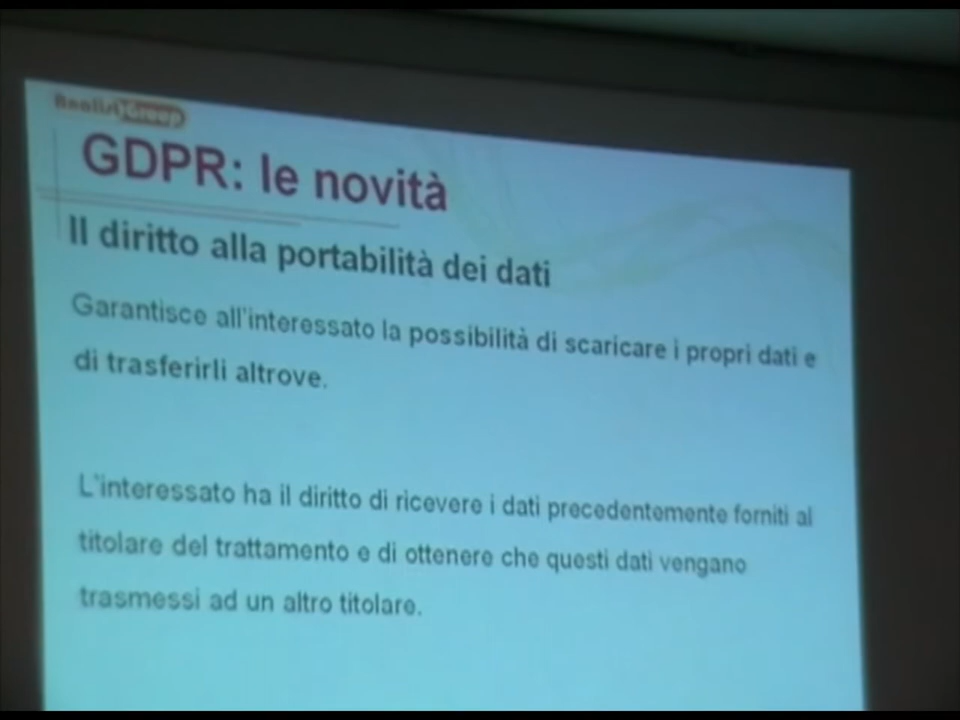 GDPR: le novità
Il diritto alla portabilità dei dati
Garantisce all'interessato la possibilità di scaricare i propri dati e
di trasferirli altrove.
L'interessato ha il diritto di ricevere i dati precedentemente forniti al
titolare del trattamento e di ottenere che questi dati vengano
trasmessi ad un altro titolare.